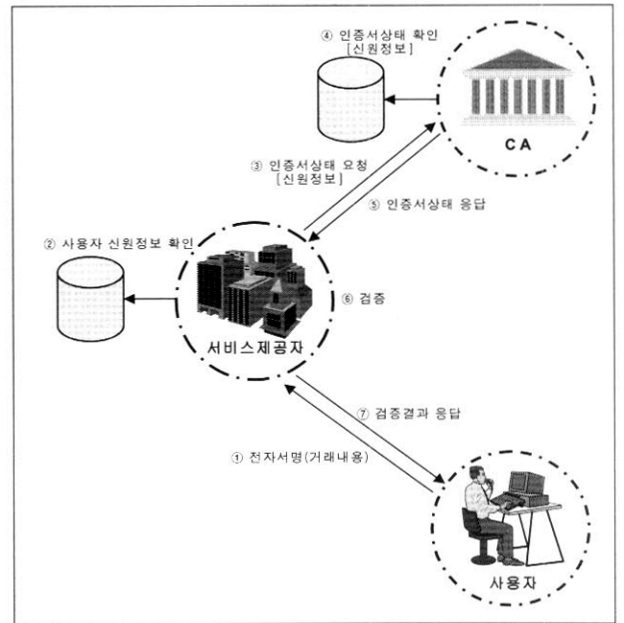 ④ 인증서상태 확인
[신원정보]
CA
③ 인증서상태 요청
[신원정보]
⑤ 인증서상태 응답
② 사용자 신원정보 확인
⑥ 검증
서비스제공자
⑦ 검증결과 응답
① 전자서명(거래내용)
사용자